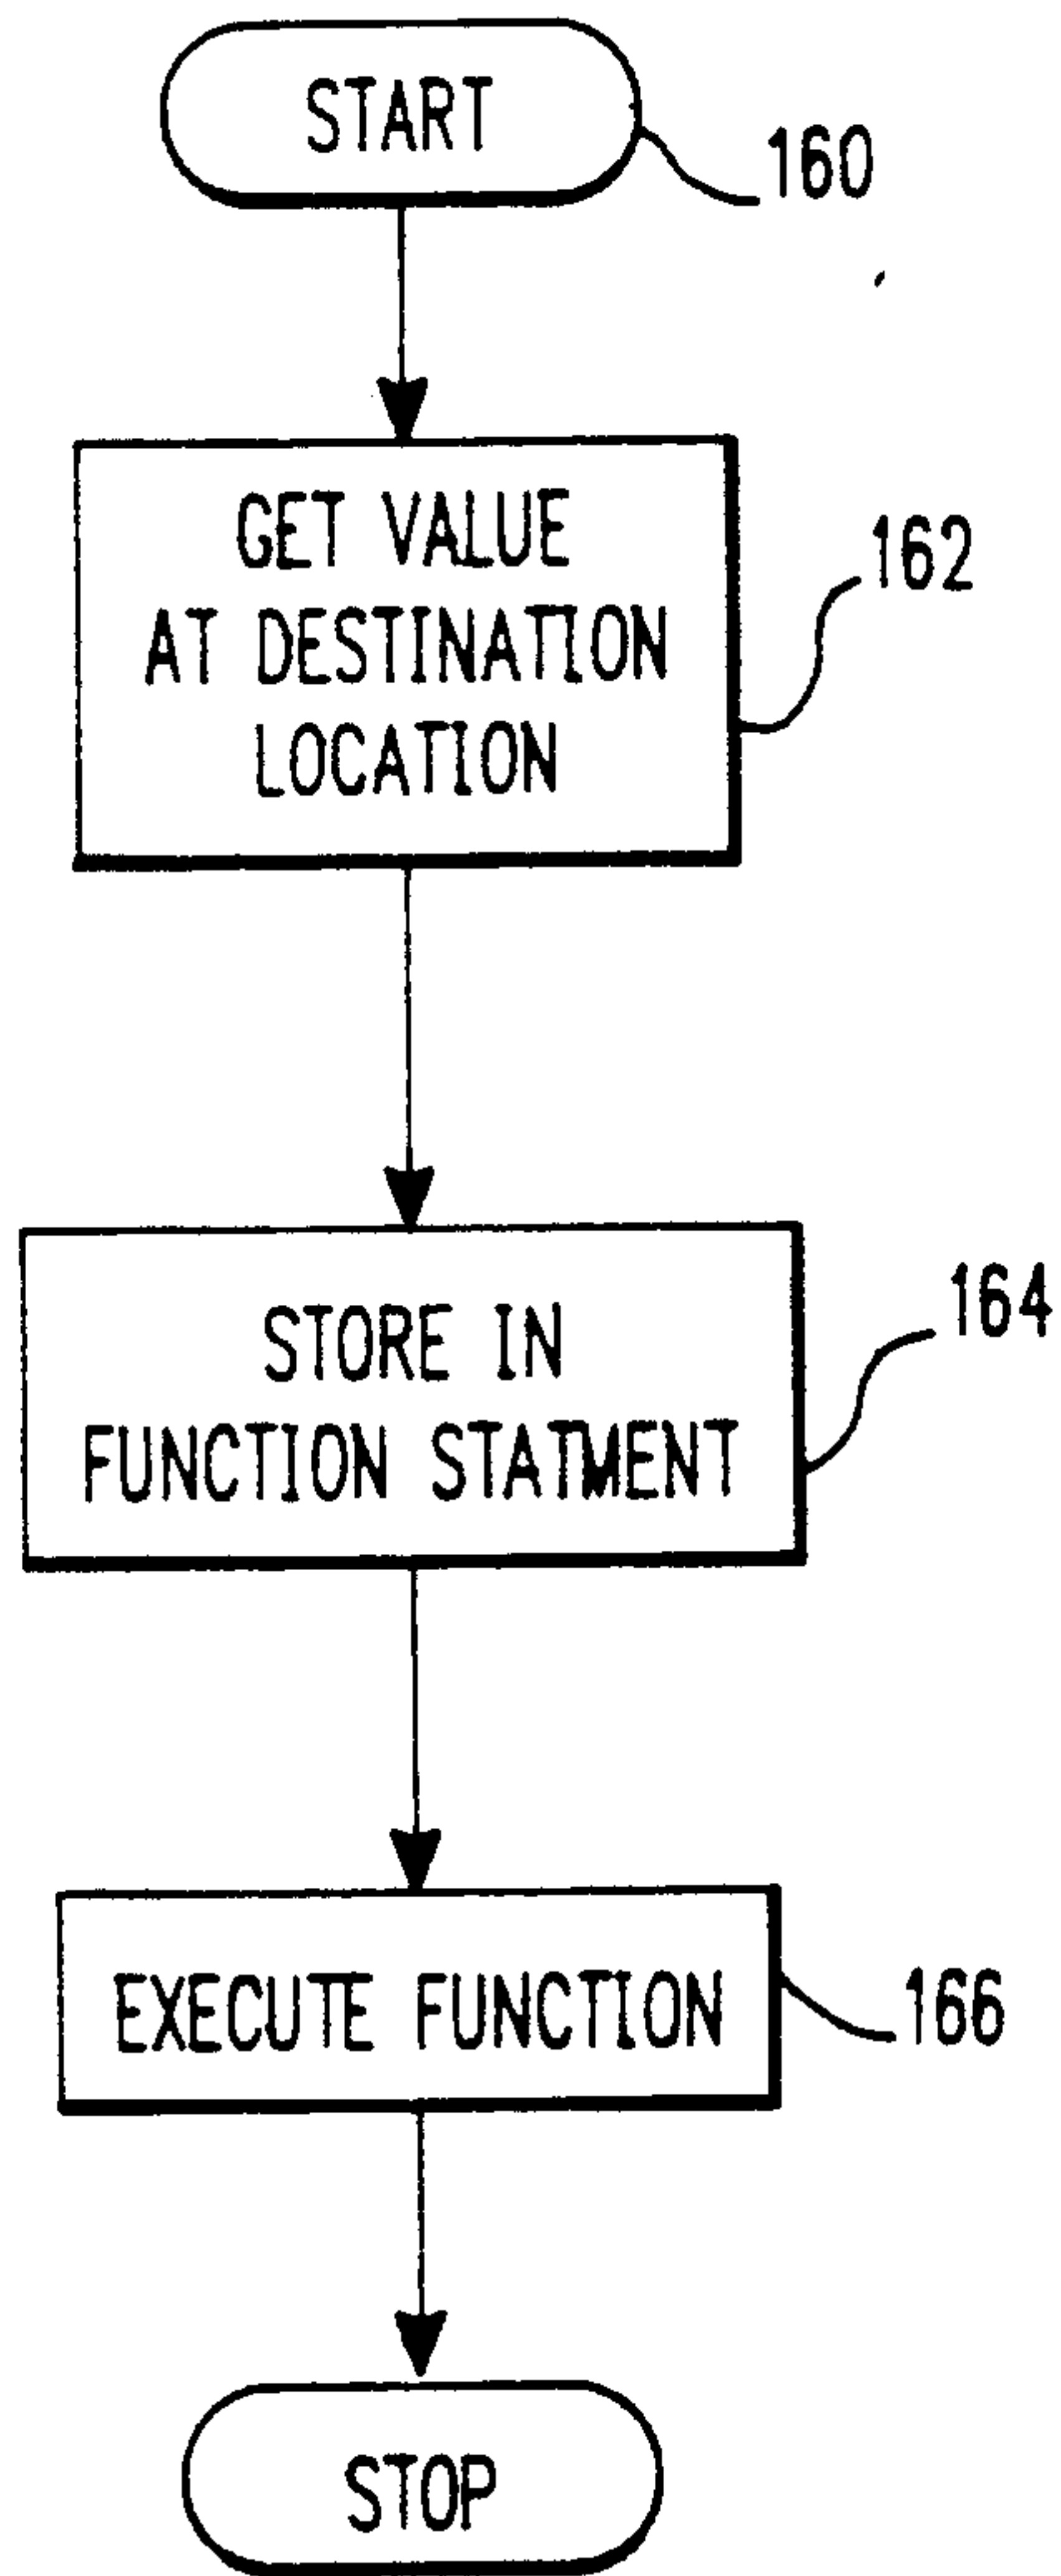 START
160
GET VALUE
AT DESTINATION
LOCATION
162
STORE IN
FUNCTION STATMENT
164
EXECUTE FUNCTION
166
STOP